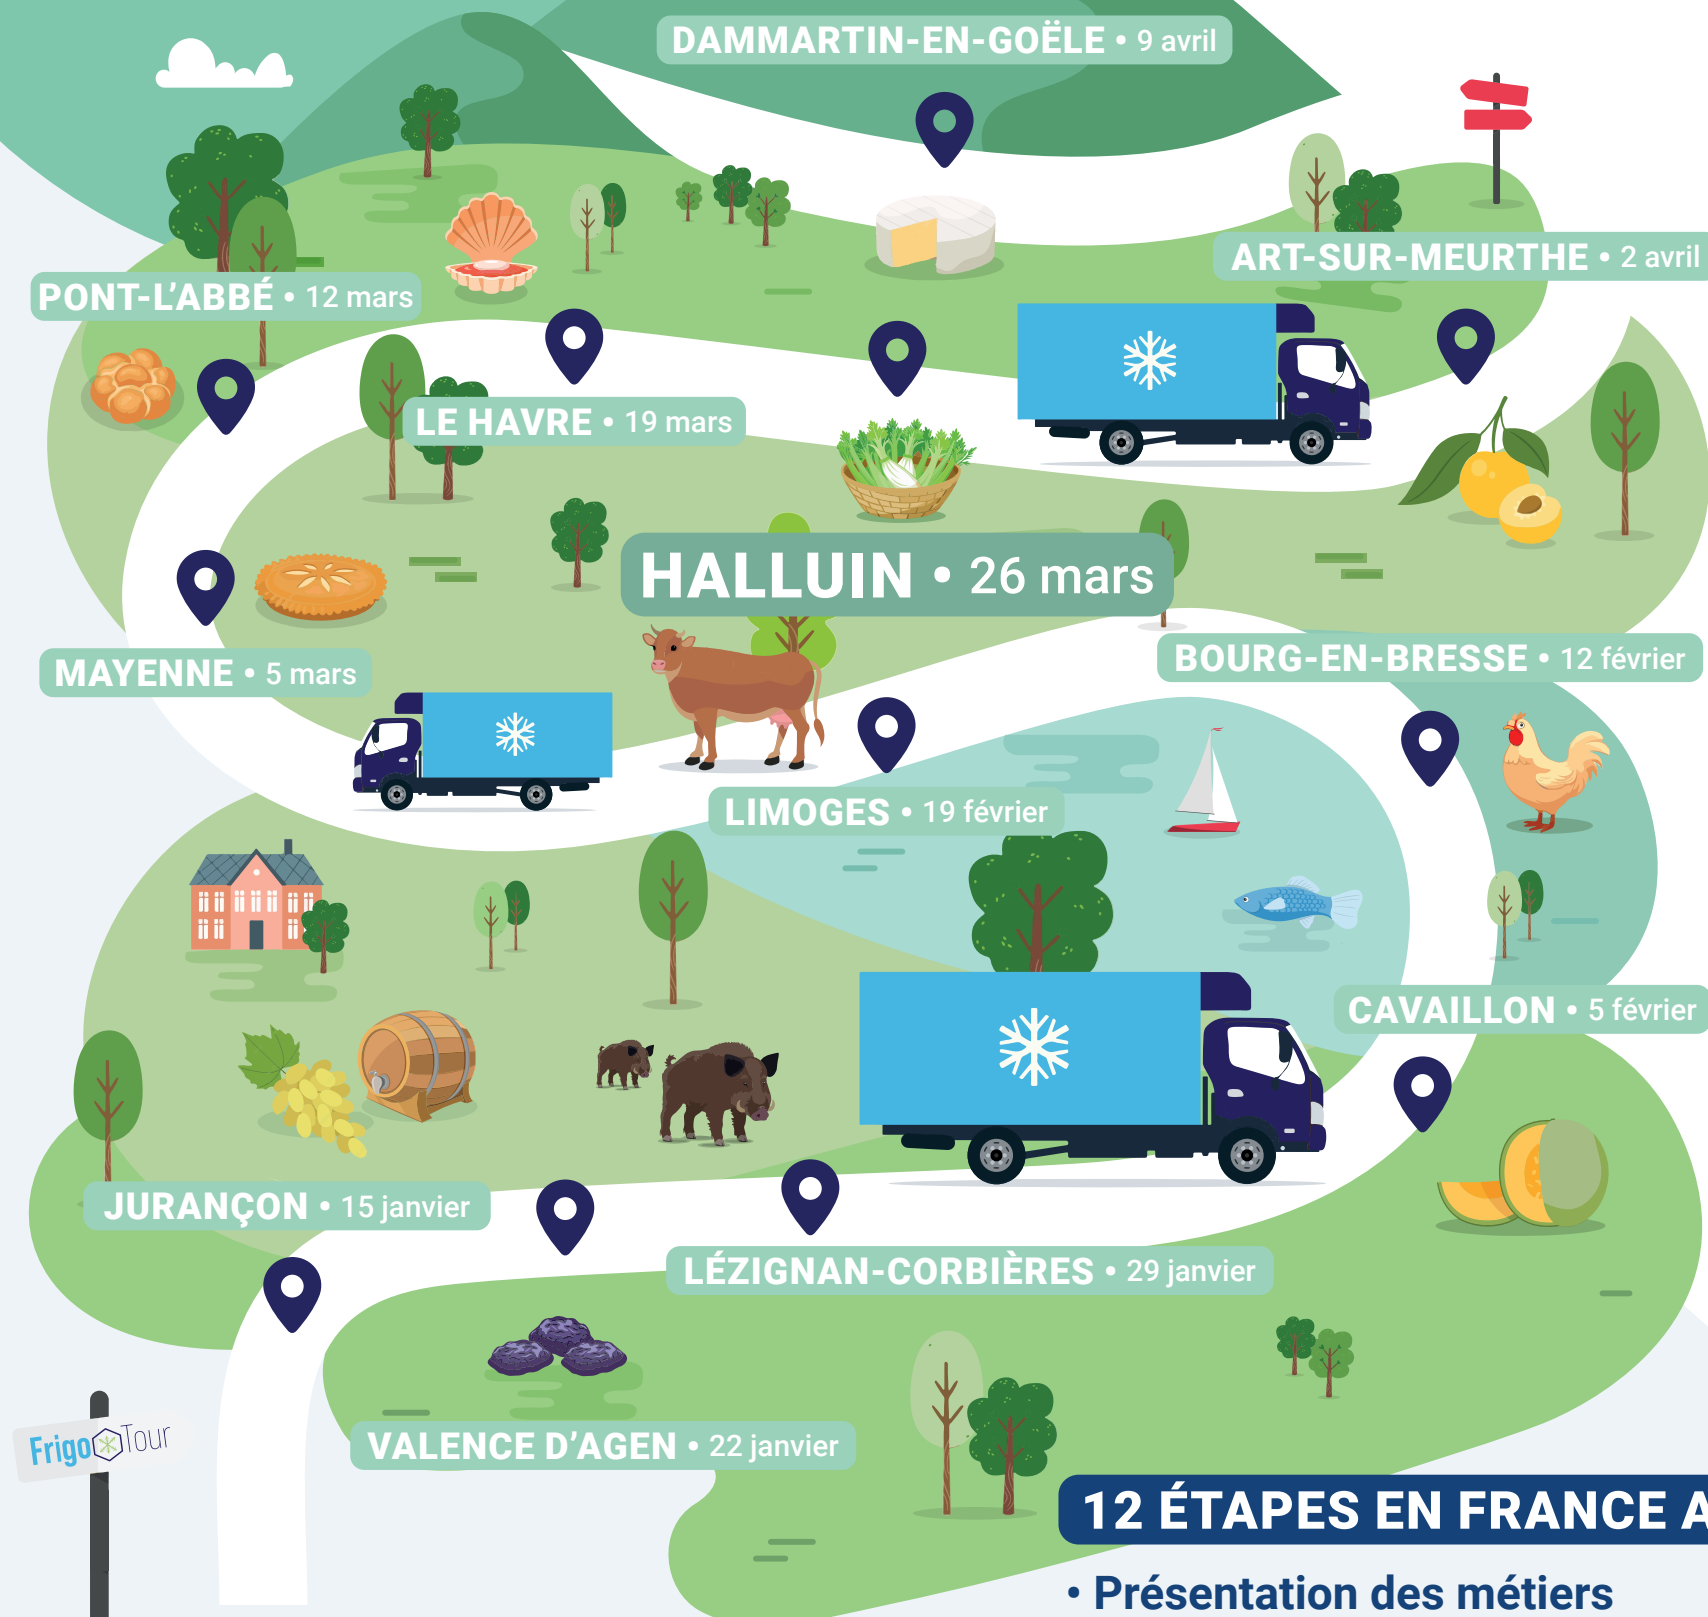 DAMMARTIN-EN-GOËLE • 9 avril
ART-SUR-MEURTHE • 2 avril
PONT-L'ABBÉ • 12 mars
LE HAVRE • 19 mars
HALLUIN • 26 mars
BOURG-EN-BRESSE • 12 février
MAYENNE • 5 mars
LIMOGES • 19 février
CAVAILLON • 5 février
JURANÇON • 15 janvier
LÉZIGNAN-CORBIÈRES • 29 janvier
FrigoTour
VALENCE D'AGEN • 22 janvier
12 ÉTAPES EN FRANCE
• Présentation des métiers